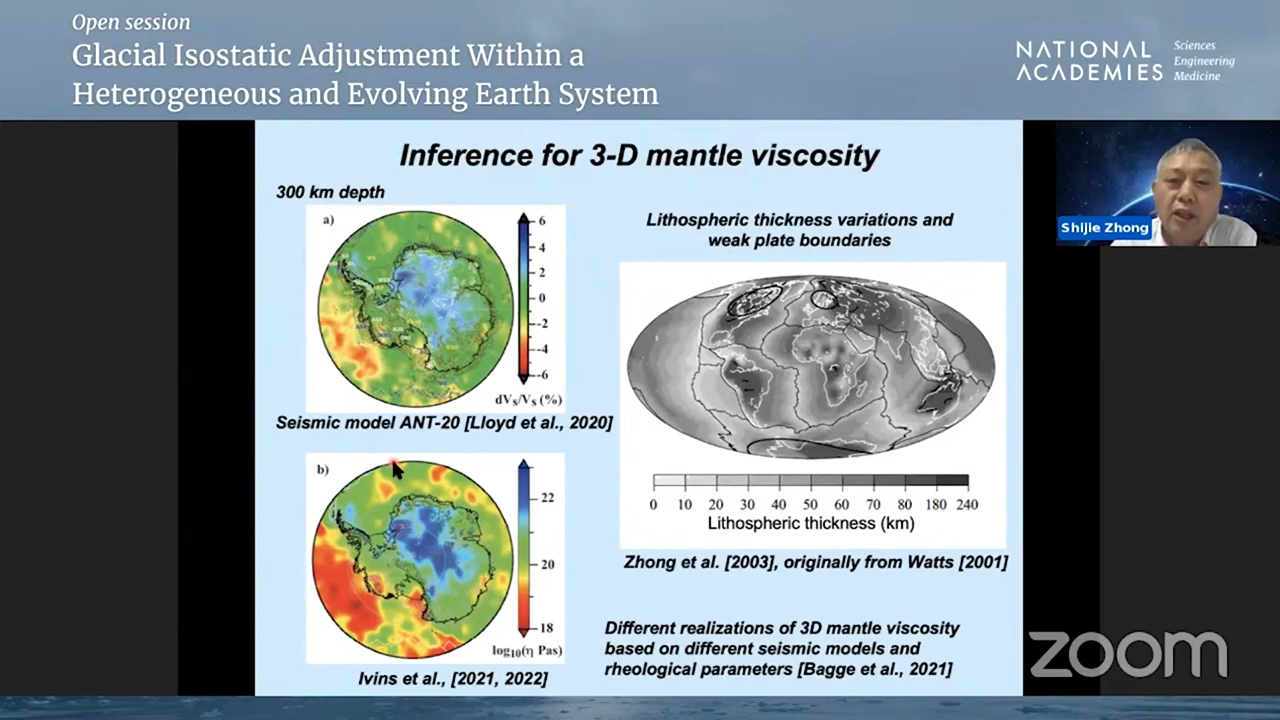 Open session
Glacial Isostatic Adjustment Within a
Heterogeneous and Evolving Earth System
NATIONAL
ACADEMIES
Sciences
Engineering
Medicine
Inference for 3-D mantle viscosity
300 km depth
a)
6
4
2
0
-2
-4
-6
dVs/Vs (%)
Seismic model ANT-20 [Lloyd et al., 2020]
b)
22
20
18
log10(η Pas)
Ivins et al., [2021, 2022]
Lithospheric thickness variations and
weak plate boundaries
0 10 20 30 40 50 60 70 80 180 240
Lithospheric thickness (km)
Zhong et al. [2003], originally from Watts [2001]
Different realizations of 3D mantle viscosity
based on different seismic models and
rheological parameters [Bagge et al., 2021]
Shijie Zhong
zoom